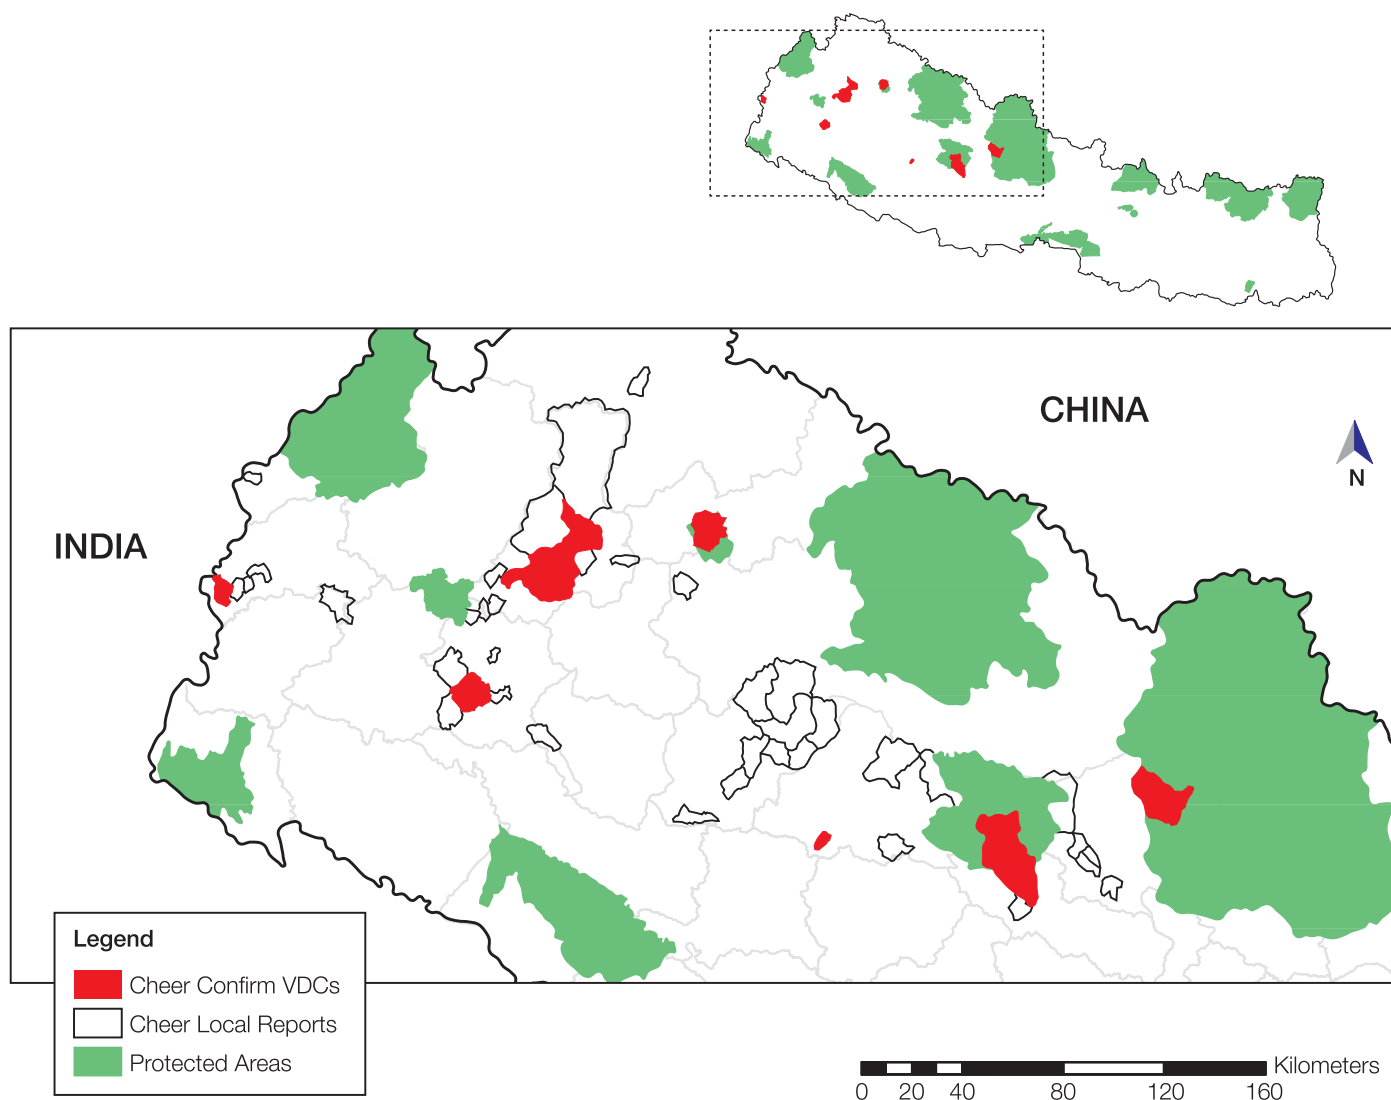 CHINA
N
INDIA
Legend
Cheer Confirm VDCs
Cheer Local Reports
Protected Areas
Kilometers
0 20 40 80 120 160